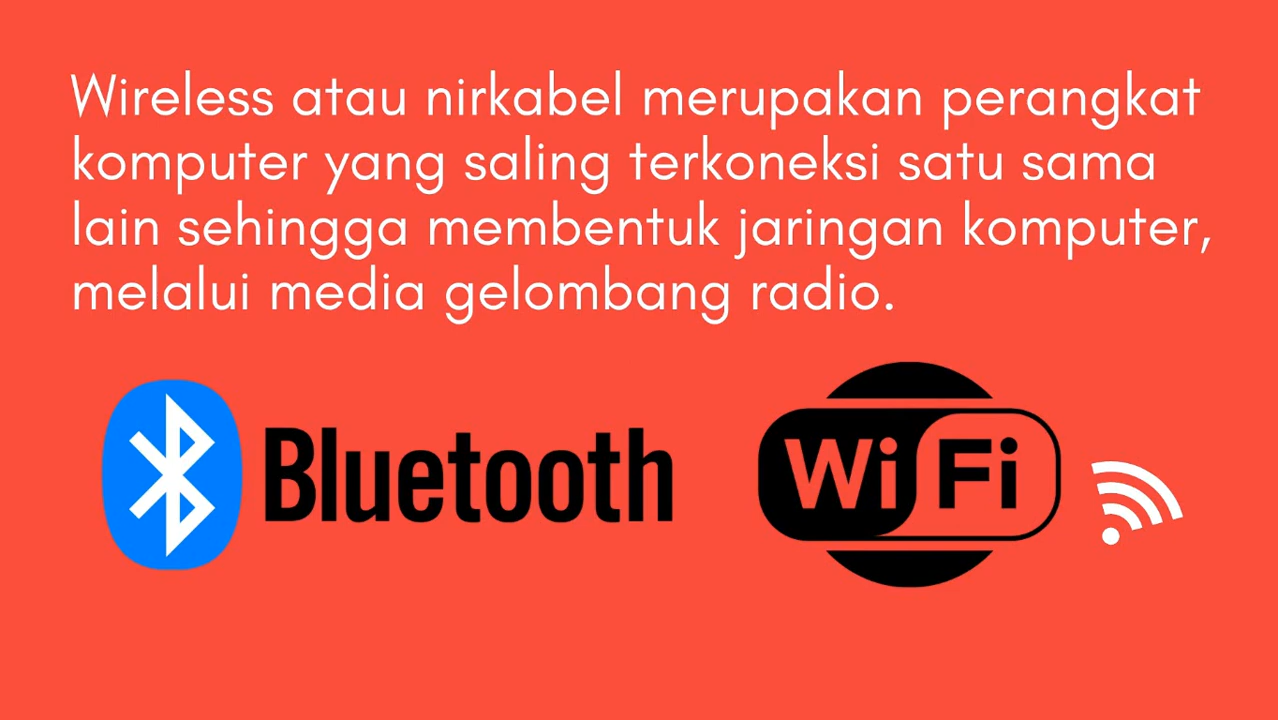 Wireless atau nirkabel merupakan perangkat
komputer yang saling terkoneksi satu sama
lain sehingga membentuk jaringan komputer,
melalui media gelombang radio.
Bluetooth
Wi Fi